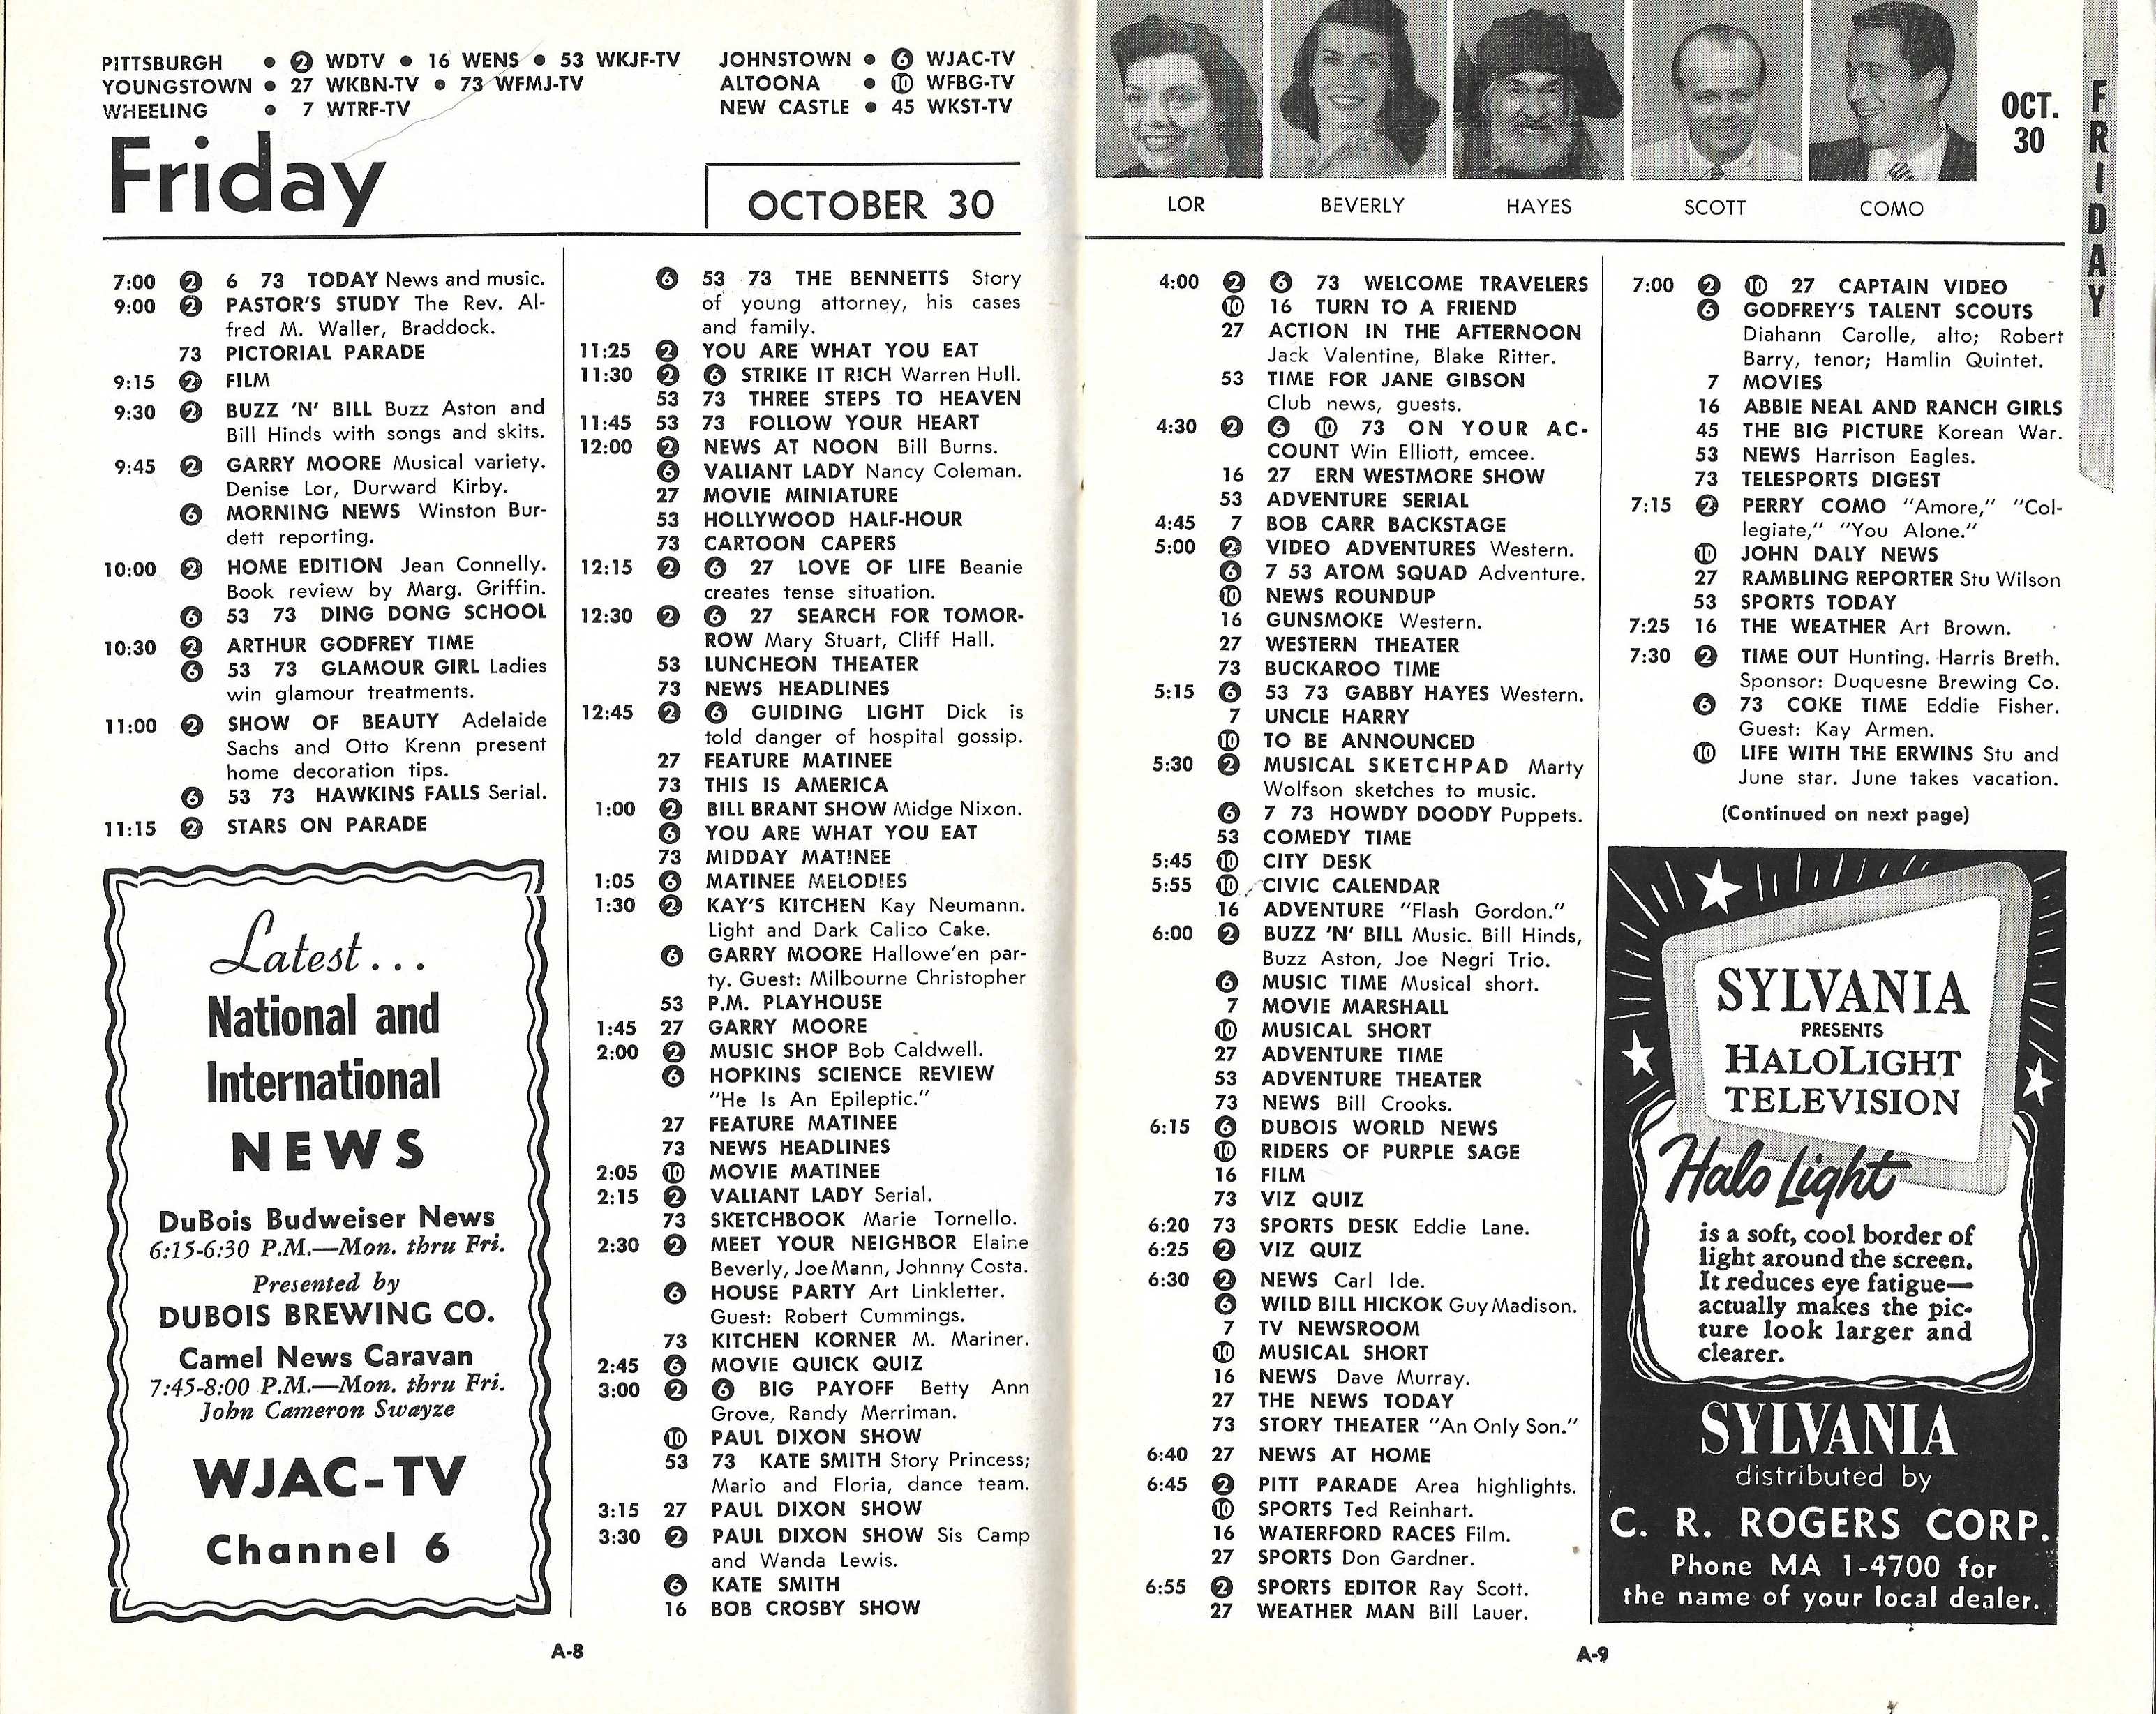 PITTSBURGH • 2 WDTV • 16 WENS • 53 WKJF-TV
YOUNGSTOWN • 27 WKBN-TV • 73 WFMJ-TV
WHEELING • 7 WTRF-TV
JOHNSTOWN • 6 WJAC-TV
ALTOONA • 10 WFBG-TV
NEW CASTLE • 45 WKST-TV
Friday
OCTOBER 30
7:00 2 6 73 TODAY News and music.
9:00 2 PASTOR'S STUDY The Rev. Al-
fred M. Waller, Braddock.
73 PICTORIAL PARADE
9:15 2 FILM
9:30 2 BUZZ 'N' BILL Buzz Aston and
Bill Hinds with songs and skits.
9:45 2 GARRY MOORE Musical variety.
Denise Lor, Durward Kirby.
6 MORNING NEWS Winston Bur-
dett reporting.
10:00 2 HOME EDITION Jean Connelly.
Book review by Marg. Griffin.
6 53 73 DING DONG SCHOOL
10:30 2 ARTHUR GODFREY TIME
6 53 73 GLAMOUR GIRL Ladies
win glamour treatments.
11:00 2 SHOW OF BEAUTY Adelaide
Sachs and Otto Krenn present
home decoration tips.
6 53 73 HAWKINS FALLS Serial.
11:15 2 STARS ON PARADE
Latest...
National and
International
NEWS
DuBois Budweiser News
6:15-6:30 P.M.—Mon. thru Fri.
Presented by
DUBOIS BREWING CO.
Camel News Caravan
7:45-8:00 P.M.—Mon. thru Fri.
John Cameron Swayze
WJAC-TV
Channel 6
6 53 73 THE BENNETTS Story
of young attorney, his cases
and family.
11:25 2 YOU ARE WHAT YOU EAT
11:30 2 6 STRIKE IT RICH Warren Hull.
53 73 THREE STEPS TO HEAVEN
11:45 53 73 FOLLOW YOUR HEART
12:00 2 NEWS AT NOON Bill Burns.
6 VALIANT LADY Nancy Coleman.
27 MOVIE MINIATURE
53 HOLLYWOOD HALF-HOUR
73 CARTOON CAPERS
12:15 2 6 27 LOVE OF LIFE Beanie
creates tense situation.
12:30 2 6 27 SEARCH FOR TOMOR-
ROW Mary Stuart, Cliff Hall.
53 LUNCHEON THEATER
73 NEWS HEADLINES
12:45 2 6 GUIDING LIGHT Dick is
told danger of hospital gossip.
27 FEATURE MATINEE
73 THIS IS AMERICA
1:00 2 BILL BRANT SHOW Midge Nixon.
6 YOU ARE WHAT YOU EAT
73 MIDDAY MATINEE
1:05 6 MATINEE MELODIES
1:30 2 KAY'S KITCHEN Kay Neumann.
Light and Dark Calico Cake.
6 GARRY MOORE Hallowe'en par-
ty. Guest: Milbourne Christopher
53 P.M. PLAYHOUSE
1:45 27 GARRY MOORE
2:00 2 MUSIC SHOP Bob Caldwell.
6 HOPKINS SCIENCE REVIEW
"He Is An Epileptic."
27 FEATURE MATINEE
73 NEWS HEADLINES
2:05 10 MOVIE MATINEE
2:15 2 VALIANT LADY Serial.
73 SKETCHBOOK Marie Tornello.
2:30 2 MEET YOUR NEIGHBOR Elaine
Beverly, Joe Mann, Johnny Costa.
6 HOUSE PARTY Art Linkletter.
Guest: Robert Cummings.
73 KITCHEN KORNER M. Mariner.
2:45 6 MOVIE QUICK QUIZ
3:00 2 6 BIG PAYOFF Betty Ann
Grove, Randy Merriman.
10 PAUL DIXON SHOW
53 73 KATE SMITH Story Princess;
Mario and Floria, dance team.
3:15 27 PAUL DIXON SHOW
3:30 2 PAUL DIXON SHOW Sis Camp
and Wanda Lewis.
6 KATE SMITH
16 BOB CROSBY SHOW
A-8
LOR BEVERLY HAYES SCOTT COMO
OCT.
30
FRIDAY
4:00 2 6 73 WELCOME TRAVELERS
10 16 TURN TO A FRIEND
27 ACTION IN THE AFTERNOON
Jack Valentine, Blake Ritter.
53 TIME FOR JANE GIBSON
Club news, guests.
4:30 2 6 10 73 ON YOUR AC-
COUNT Win Elliott, emcee.
16 27 ERN WESTMORE SHOW
53 ADVENTURE SERIAL
4:45 7 BOB CARR BACKSTAGE
5:00 2 VIDEO ADVENTURES Western.
6 7 53 ATOM SQUAD Adventure.
10 NEWS ROUNDUP
16 GUNSMOKE Western.
27 WESTERN THEATER
73 BUCKAROO TIME
5:15 6 53 73 GABBY HAYES Western.
7 UNCLE HARRY
10 TO BE ANNOUNCED
5:30 2 MUSICAL SKETCHPAD Marty
Wolfson sketches to music.
6 7 73 HOWDY DOODY Puppets.
53 COMEDY TIME
5:45 10 CITY DESK
5:55 10 CIVIC CALENDAR
16 ADVENTURE "Flash Gordon."
6:00 2 BUZZ 'N' BILL Music. Bill Hinds,
Buzz Aston, Joe Negri Trio.
6 MUSIC TIME Musical short.
7 MOVIE MARSHALL
10 MUSICAL SHORT
27 ADVENTURE TIME
53 ADVENTURE THEATER
73 NEWS Bill Crooks.
6:15 6 DUBOIS WORLD NEWS
10 RIDERS OF PURPLE SAGE
16 FILM
73 VIZ QUIZ
6:20 73 SPORTS DESK Eddie Lane.
6:25 2 VIZ QUIZ
6:30 2 NEWS Carl Ide.
6 WILD BILL HICKOK Guy Madison.
7 TV NEWSROOM
10 MUSICAL SHORT
16 NEWS Dave Murray.
27 THE NEWS TODAY
73 STORY THEATER "An Only Son."
6:40 27 NEWS AT HOME
6:45 2 PITT PARADE Area highlights.
10 SPORTS Ted Reinhart.
16 WATERFORD RACES Film.
27 SPORTS Don Gardner.
6:55 2 SPORTS EDITOR Ray Scott.
27 WEATHER MAN Bill Lauer.
7:00 2 10 27 CAPTAIN VIDEO
6 GODFREY'S TALENT SCOUTS
Diahann Carolle, alto; Robert
Barry, tenor; Hamlin Quintet.
7 MOVIES
16 ABBIE NEAL AND RANCH GIRLS
45 THE BIG PICTURE Korean War.
53 NEWS Harrison Eagles.
73 TELESPORTS DIGEST
7:15 2 PERRY COMO "Amore," "Col-
legiate," "You Alone."
10 JOHN DALY NEWS
27 RAMBLING REPORTER Stu Wilson
53 SPORTS TODAY
7:25 16 THE WEATHER Art Brown.
7:30 2 TIME OUT Hunting. Harris Breth.
Sponsor: Duquesne Brewing Co.
6 73 COKE TIME Eddie Fisher.
Guest: Kay Armen.
10 LIFE WITH THE ERWINS Stu and
June star. June takes vacation.
(Continued on next page)
SYLVANIA
PRESENTS
HALOLIGHT
TELEVISION
Halo Light
is a soft, cool border of
light around the screen.
It reduces eye fatigue—
actually makes the pic-
ture look larger and
clearer.
SYLVANIA
distributed by
C. R. ROGERS CORP.
Phone MA 1-4700 for
the name of your local dealer.
A-9